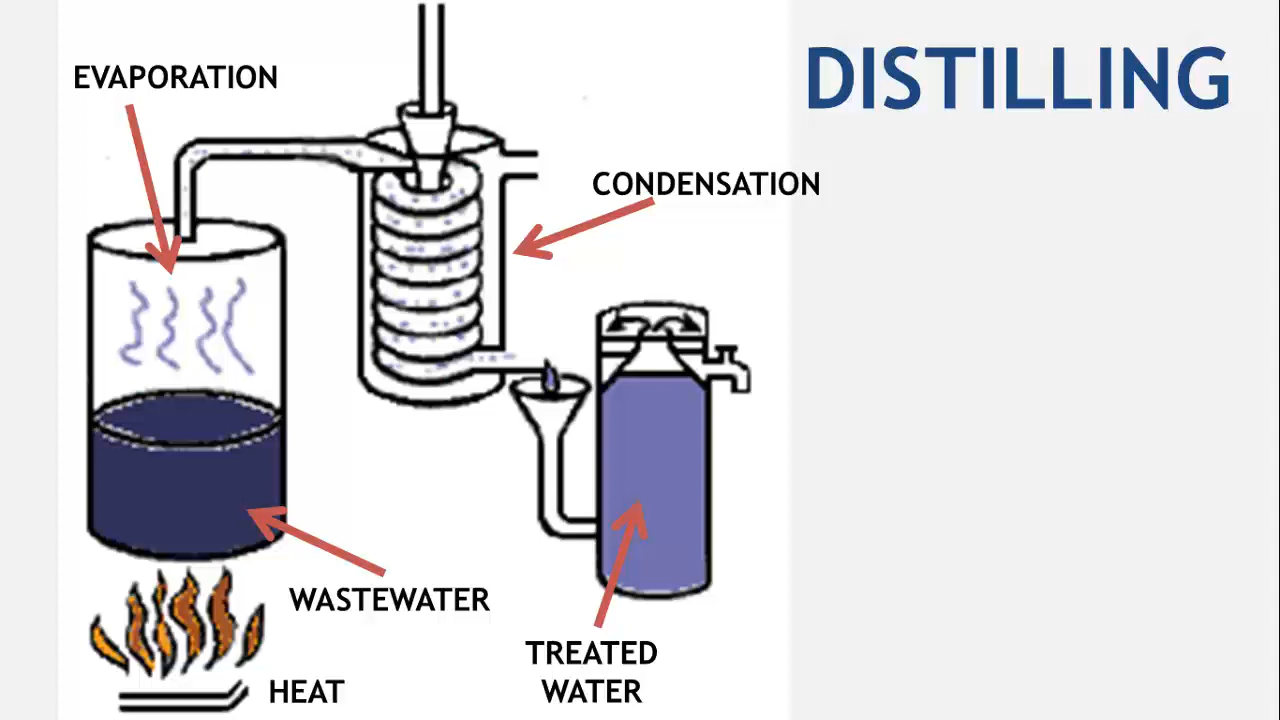 DISTILLING
EVAPORATION
CONDENSATION
WASTEWATER
TREATED
WATER
HEAT